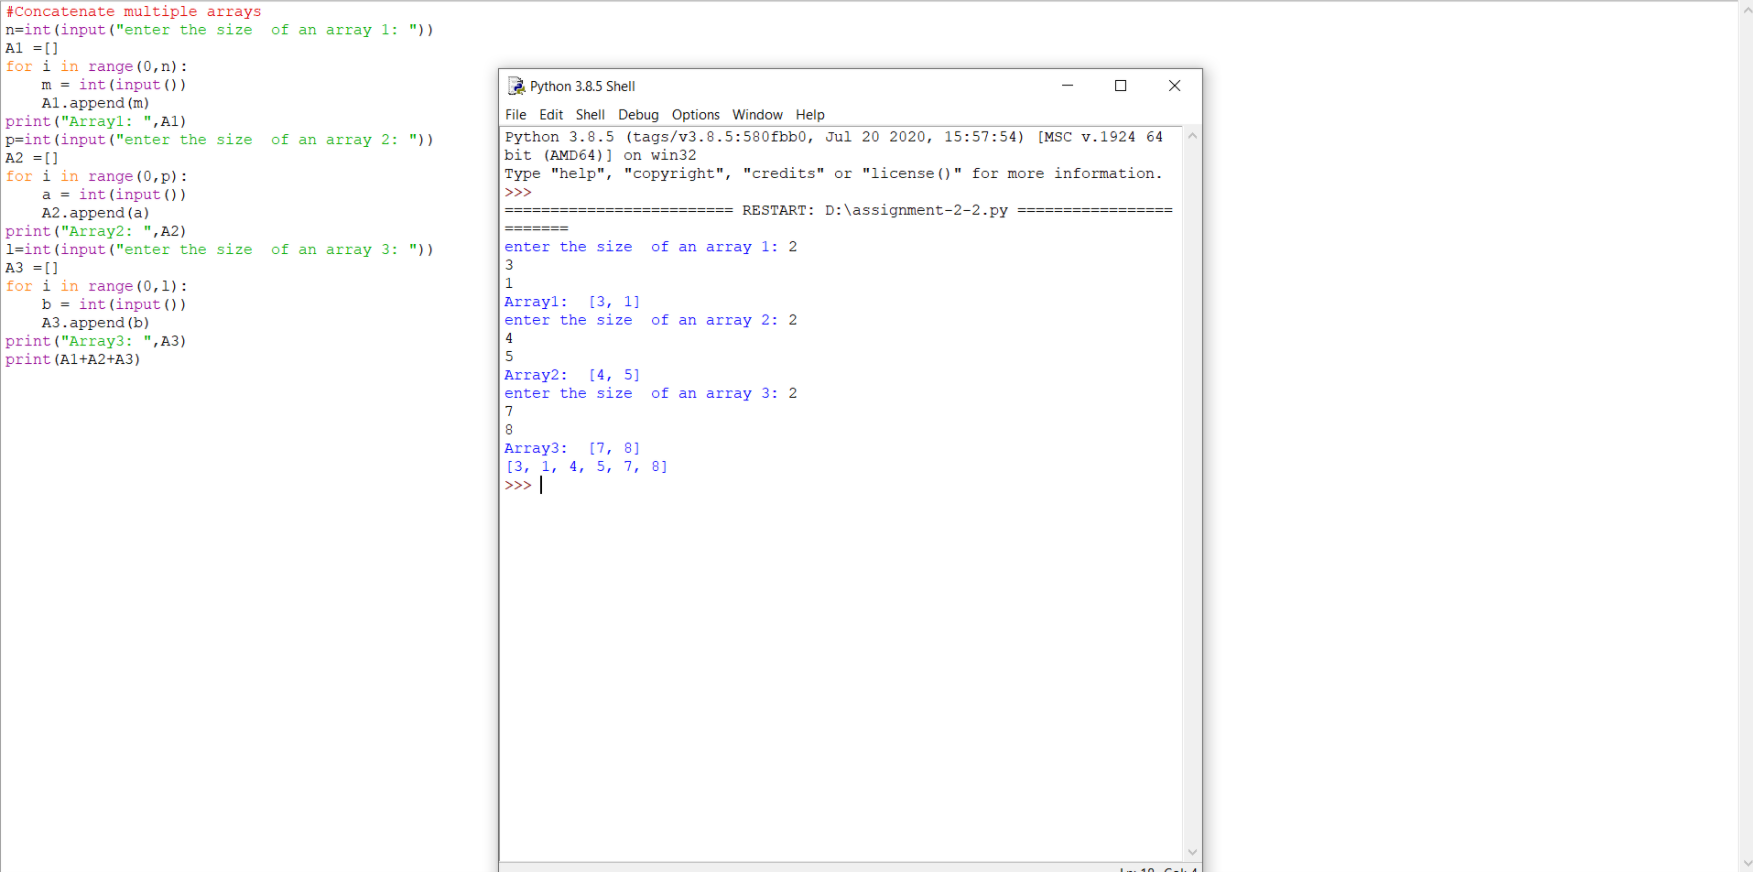 #Concatenate multiple arrays
n=int(input("enter the size  of an array 1: "))
A1 =[]
for i in range(0,n):
    m = int(input())
    A1.append(m)
print("Array1: ",A1)
p=int(input("enter the size  of an array 2: "))
A2 =[]
for i in range(0,p):
    a = int(input())
    A2.append(a)
print("Array2: ",A2)
l=int(input("enter the size  of an array 3: "))
A3 =[]
for i in range(0,l):
    b = int(input())
    A3.append(b)
print("Array3: ",A3)
print(A1+A2+A3)
Python 3.8.5 Shell
File Edit Shell Debug Options Window Help
Python 3.8.5 (tags/v3.8.5:580fbb0, Jul 20 2020, 15:57:54) [MSC v.1924 64
bit (AMD64)] on win32
Type "help", "copyright", "credits" or "license()" for more information.
>>>
========================= RESTART: D:\assignment-2-2.py =================
=======
enter the size  of an array 1: 2
3
1
Array1:  [3, 1]
enter the size  of an array 2: 2
4
5
Array2:  [4, 5]
enter the size  of an array 3: 2
7
8
Array3:  [7, 8]
[3, 1, 4, 5, 7, 8]
>>>